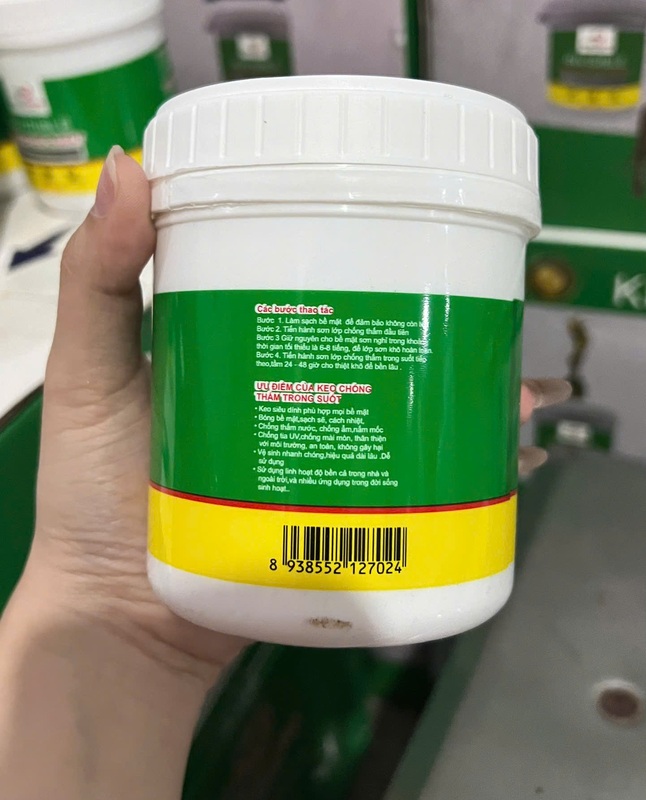 Các bước thao tác
Bước 1. Làm sạch bề mặt để đảm bảo không còn
Bước 2. Tiến hành sơn lớp chống thấm đầu tiên
Bước 3 Giữ nguyên cho bề mặt sơn nghỉ trong khoảng
thời gian tối thiểu là 6-8 tiếng, để lớp sơn khô hoàn toàn.
Bước 4. Tiến hành sơn lớp chống thấm trong suốt tiếp
theo,tầm 24 - 48 giờ cho thiệt khô để bền lâu .
ƯU ĐIỂM CỦA KEO CHỐNG
THẤM TRONG SUỐT
• Keo siêu dính phù hợp mọi bề mặt
• Bóng bề mặt,sạch sẽ, cách nhiệt,
• Chống thấm nước, chống ẩm,nấm mốc
• Chống tia UV,chống mài mòn, thân thiện
với môi trường, an toàn, không gây hại
• Vệ sinh nhanh chóng,hiệu quả dài lâu .Dễ
sử dụng
• Sử dụng linh hoạt độ bền cả trong nhà và
ngoài trời,và nhiều ứng dụng trong đời sống
sinh hoạt..
8 938552 127024